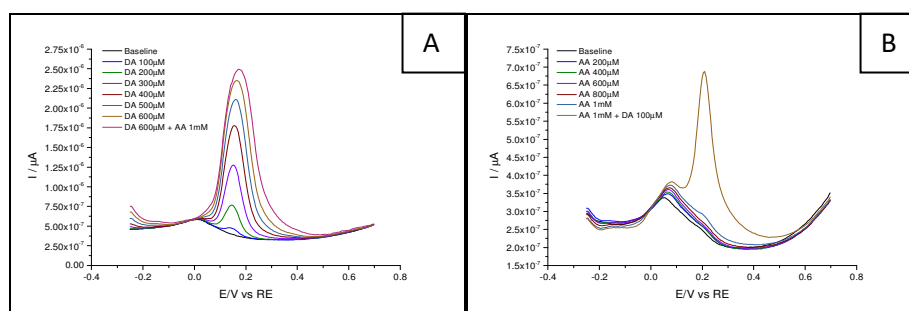 A
Baseline
DA 100µM
DA 200µM
DA 300µM
DA 400µM
DA 500µM
DA 600µM
DA 600µM + AA 1mM
I / µA
2.75x10⁻⁶
2.50x10⁻⁶
2.25x10⁻⁶
2.00x10⁻⁶
1.75x10⁻⁶
1.50x10⁻⁶
1.25x10⁻⁶
1.00x10⁻⁶
7.50x10⁻⁷
5.00x10⁻⁷
2.50x10⁻⁷
0.00
-0.4 -0.2 0.0 0.2 0.4 0.6 0.8
E/V vs RE
B
Baseline
AA 200µM
AA 400µM
AA 600µM
AA 800µM
AA 1mM
AA 1mM + DA 100µM
I / µA
7.5x10⁻⁷
7.0x10⁻⁷
6.5x10⁻⁷
6.0x10⁻⁷
5.5x10⁻⁷
5.0x10⁻⁷
4.5x10⁻⁷
4.0x10⁻⁷
3.5x10⁻⁷
3.0x10⁻⁷
2.5x10⁻⁷
2.0x10⁻⁷
1.5x10⁻⁷
-0.4 -0.2 0.0 0.2 0.4 0.6 0.8
E/V vs RE